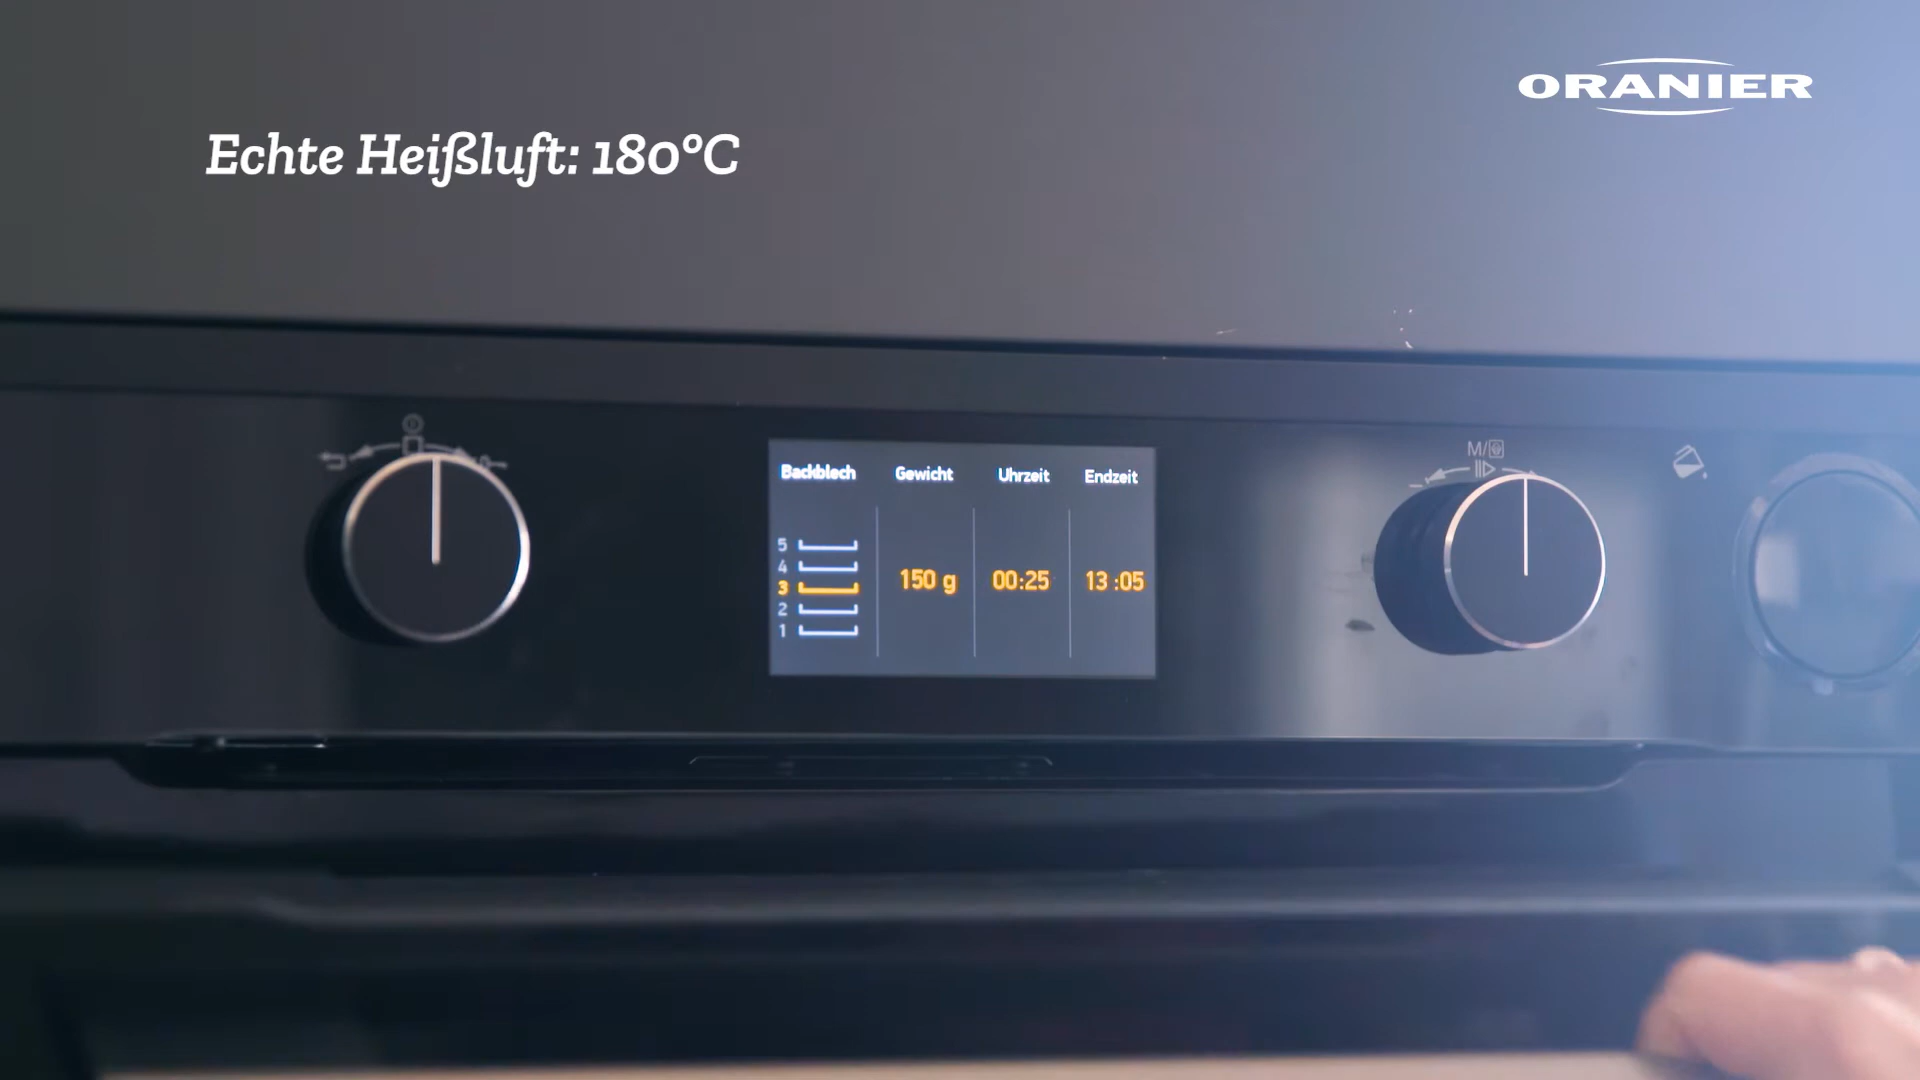 ORANIER
Echte Heißluft: 180°C
Backblech Gewicht Uhrzeit Endzeit
5
4
3 150 g 00:25 13:05
2
1
M/